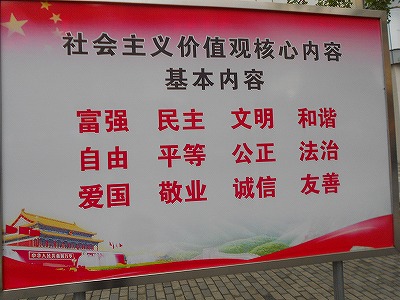 社会主义价值观核心内容
基本内容
富强 民主 文明 和谐
自由 平等 公正 法治
爱国 敬业 诚信 友善